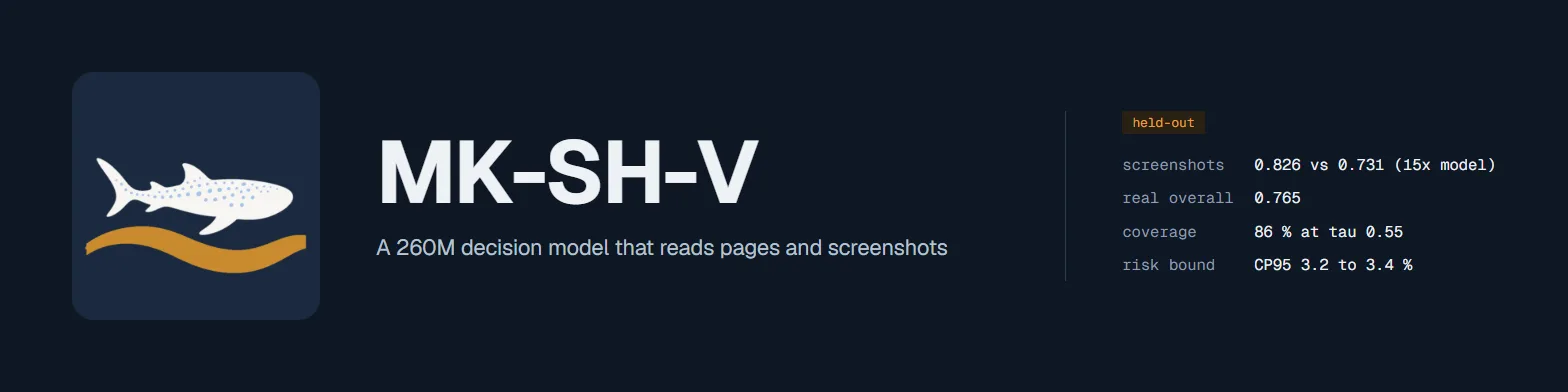 MK-SH-V
A 260M decision model that reads pages and screenshots
held-out
screenshots 0.826 vs 0.731 (15x model)
real overall 0.765
coverage 86 % at tau 0.55
risk bound CP95 3.2 to 3.4 %